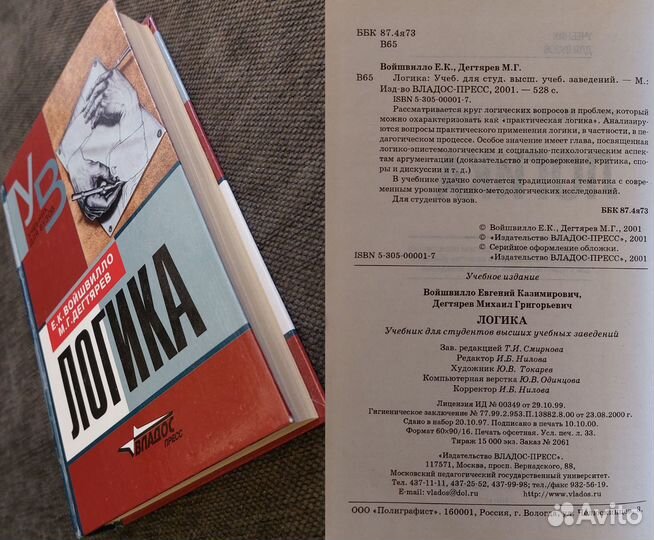 УВ
Е.К.ВОЙШВИЛЛО
М.Г.ДЕГТЯРЕВ
ЛОГИКА
ВЛАДОС
ПРЕСС
ББК 87.4я73
В65
Войшвилло Е.К., Дегтярев М.Г.
В65 Логика: Учеб. для студ. высш. учеб. заведений. — М.:
Изд-во ВЛАДОС-ПРЕСС, 2001. — 528 с.
ISBN 5-305-00001-7.
Рассматривается круг логических вопросов и проблем, который
можно охарактеризовать как «практическая логика». Анализиру-
ются вопросы практического применения логики, в частности, в пе-
дагогическом процессе. Особое значение имеет глава, посвященная
логико-эпистемологическим и социально-психологическим аспек-
там аргументации (доказательство и опровержение, критика, спо-
ры и дискуссии и т. д.)
В учебнике удачно сочетается традиционная тематика с совре-
менным уровнем логико-методологических исследований.
Для студентов вузов.
ББК 87.4я73
© Войшвилло Е.К., Дегтярев М.Г., 2001
© «Издательство ВЛАДОС-ПРЕСС», 2001
© Серийное оформление обложки.
ISBN 5-305-00001-7 «Издательство ВЛАДОС-ПРЕСС», 2001
Учебное издание
Войшвилло Евгений Казимирович,
Дегтярев Михаил Григорьевич
ЛОГИКА
Учебник для студентов высших учебных заведений
Зав. редакцией Т.И. Смирнова
Редактор И.Б. Нилова
Художник Ю.В. Токарев
Компьютерная верстка Ю.В. Одинцова
Корректор И.Б. Нилова
Лицензия ИД № 00349 от 29.10.99.
Гигиеническое заключение № 77.99.2.953.П.13882.8.00 от 23.08.2000 г.
Сдано в набор 20.10.97. Подписано в печать 10.10.00.
Формат 60×90/16. Печать офсетная. Усл. печ. л. 33.
Тираж 15 000 экз. Заказ № 2061
«Издательство ВЛАДОС-ПРЕСС».
117571, Москва, просп. Вернадского, 88,
Московский педагогический государственный университет.
Тел. 437-11-11, 437-25-52, 437-99-98; тел./факс 932-56-19.
E-mail: vlados@dol.ru http://www.vlados.ru
ООО «Полиграфист». 160001, Россия, г. Вологда, ул. Челюскинцев, 3.
Avito